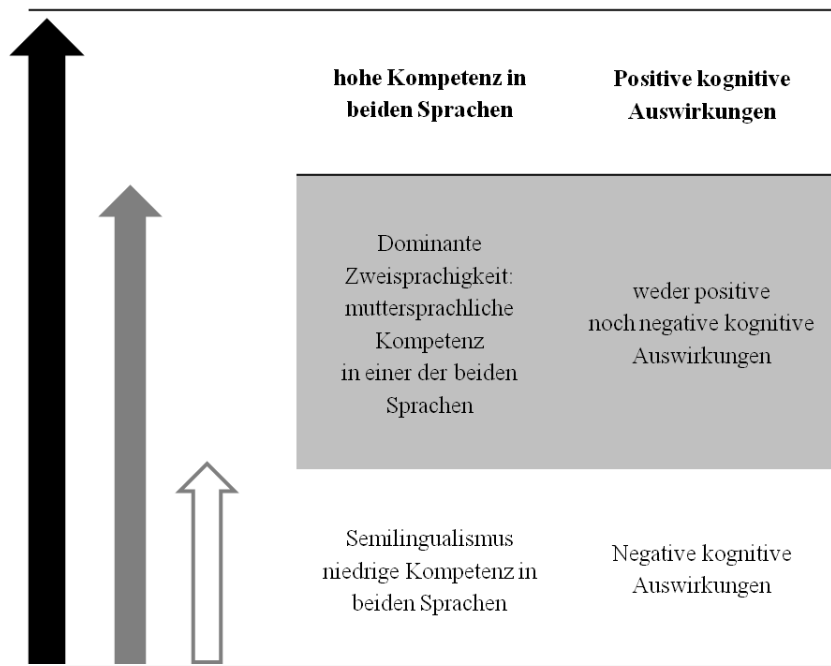 hohe Kompetenz in
beiden Sprachen
Positive kognitive
Auswirkungen
Dominante
Zweisprachigkeit:
muttersprachliche
Kompetenz
in einer der beiden
Sprachen
weder positive
noch negative kognitive
Auswirkungen
Semilingualismus
niedrige Kompetenz in
beiden Sprachen
Negative kognitive
Auswirkungen